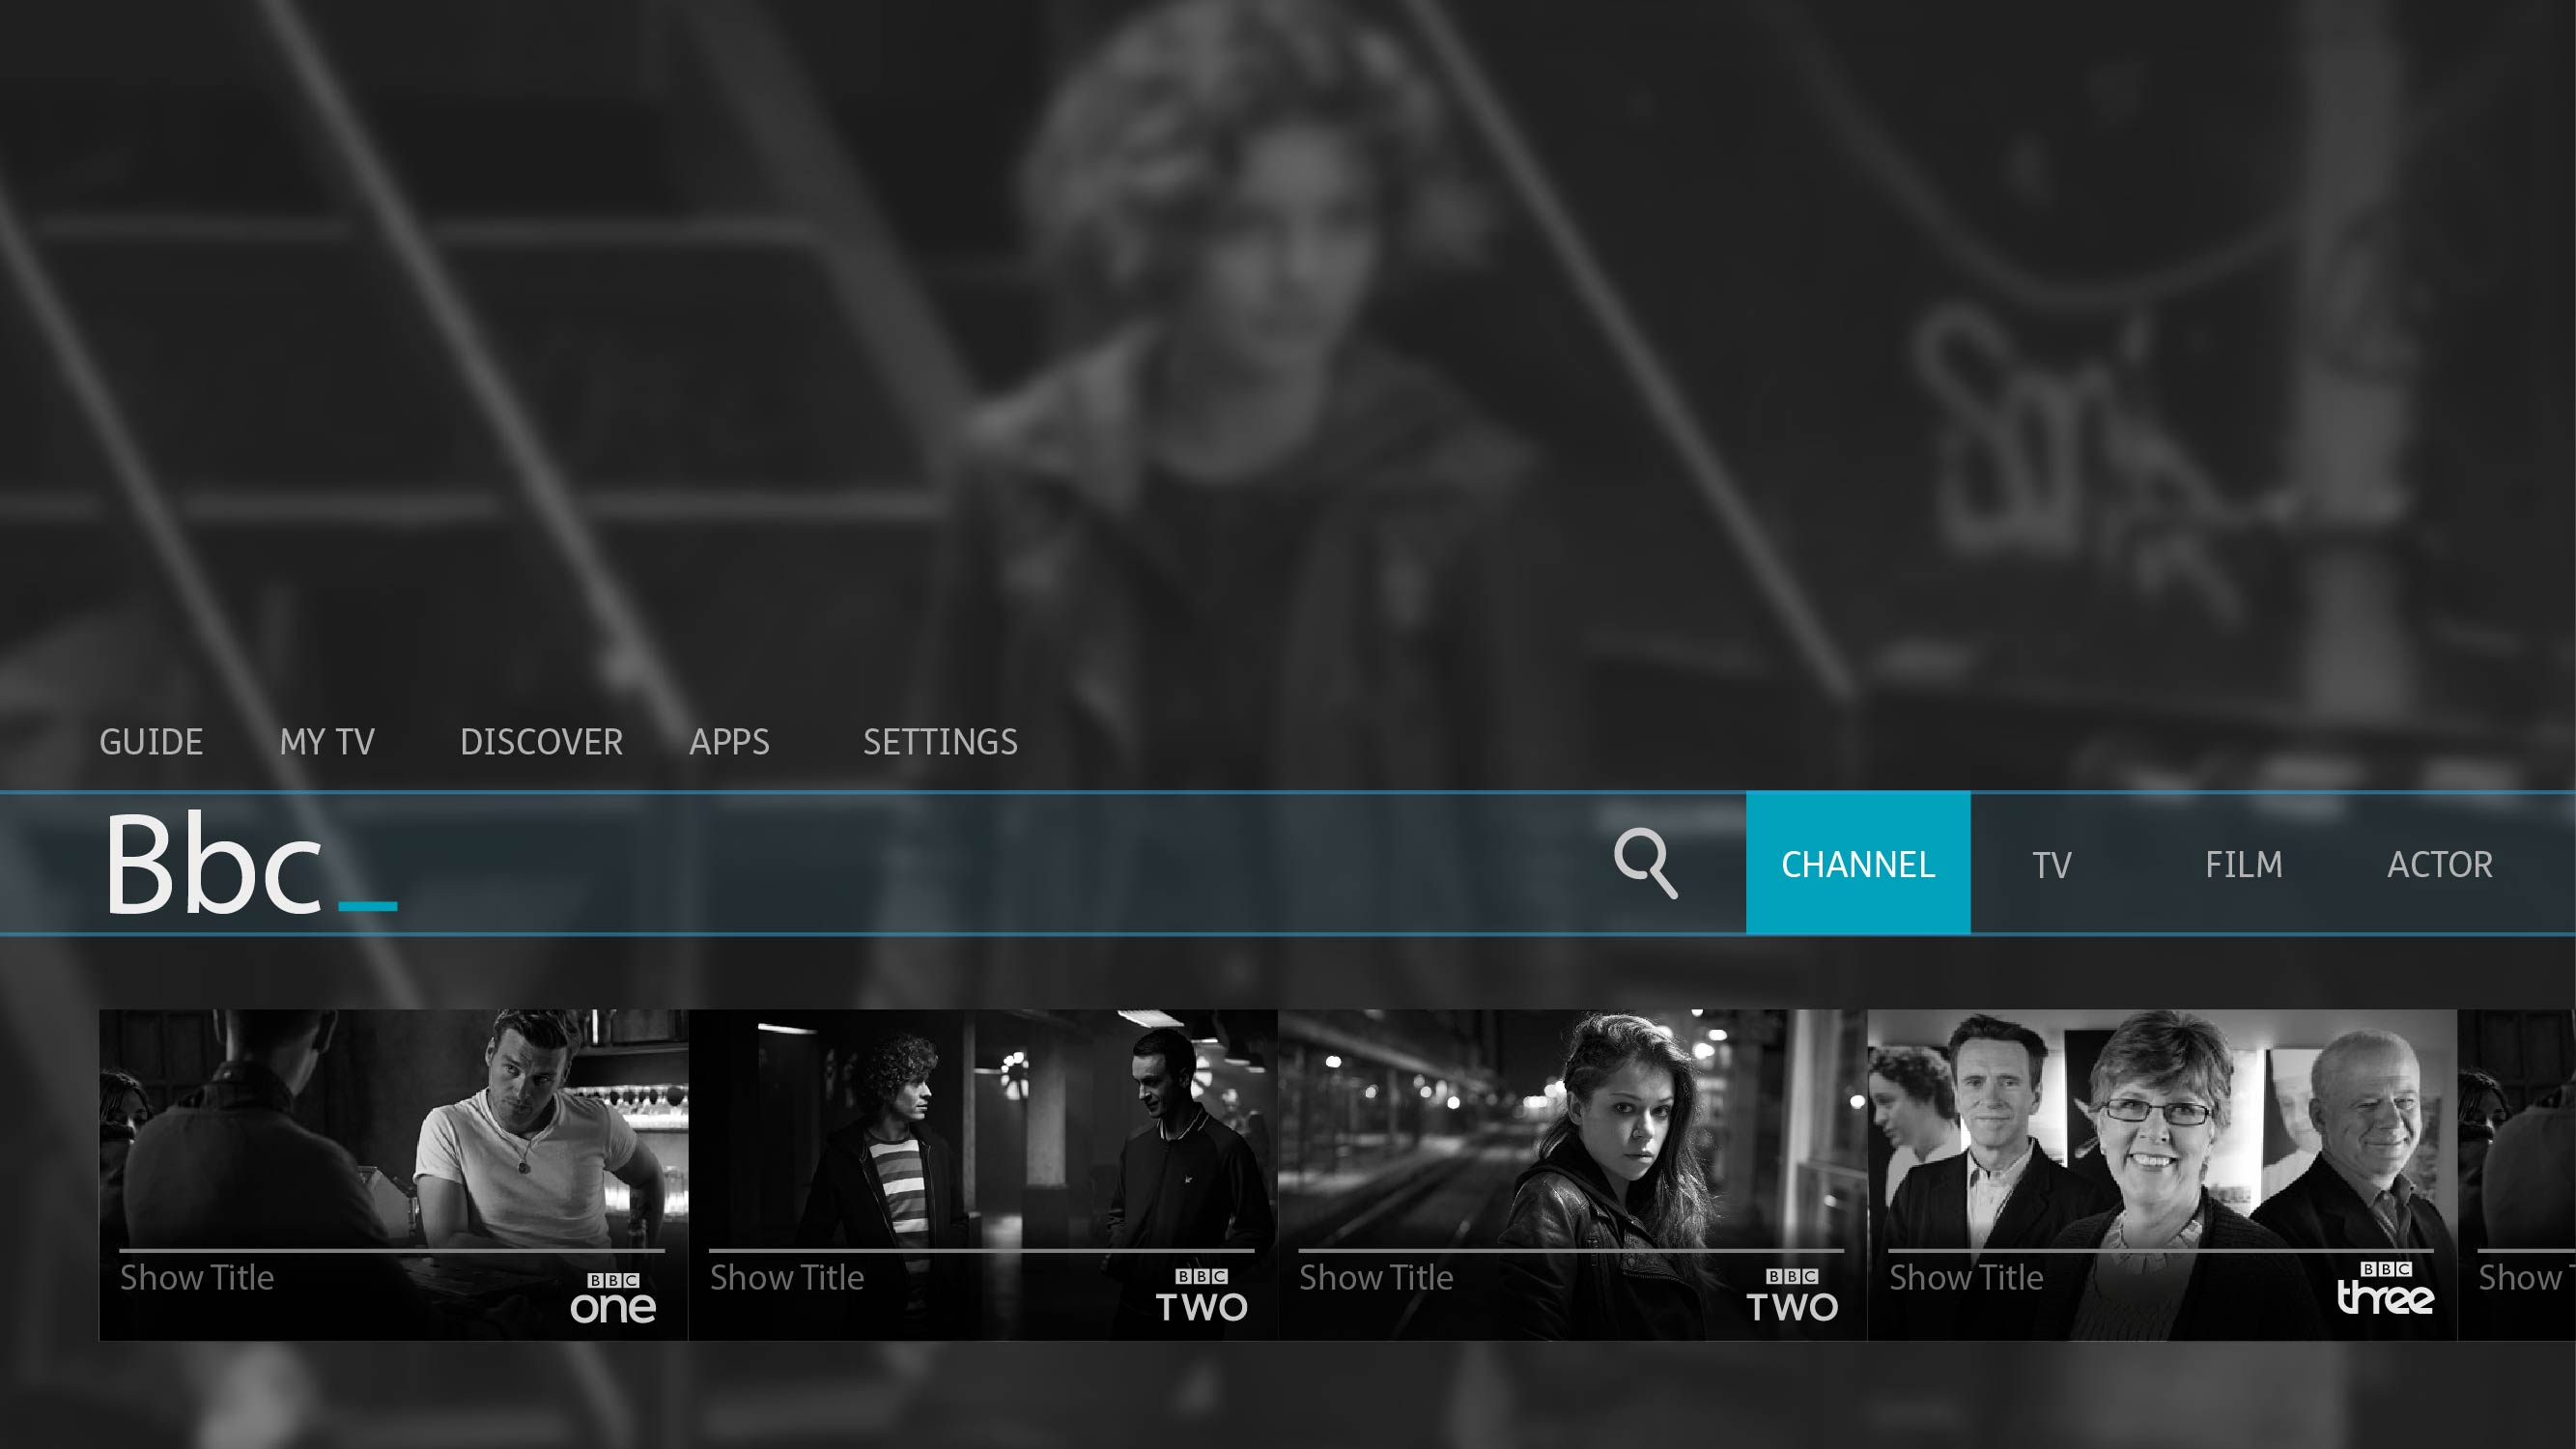 GUIDE MY TV DISCOVER APPS SETTINGS
Bbc_ CHANNEL TV FILM ACTOR
Show Title BBC one
Show Title BBC TWO
Show Title BBC TWO
Show Title BBC three
Show